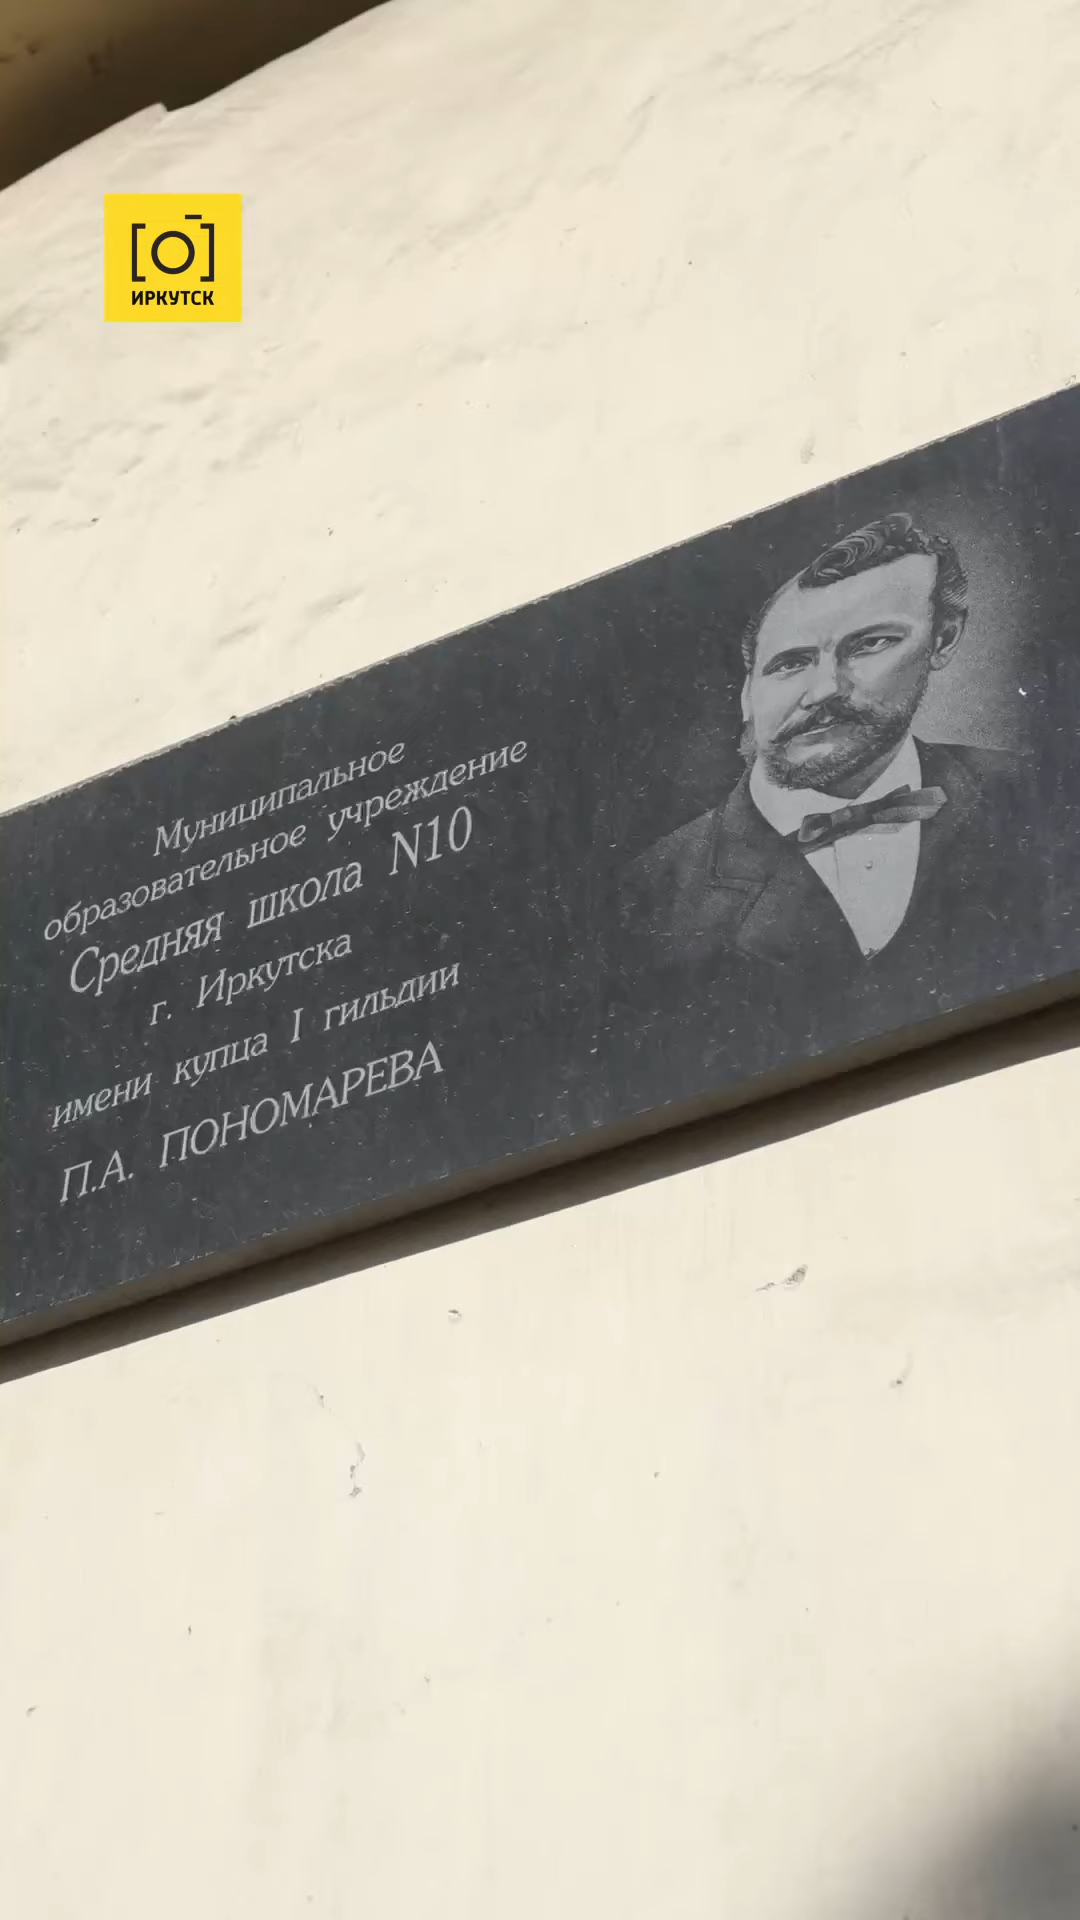 ИРКУТСК
Муниципальное
образовательное учреждение
Средняя школа N10
г. Иркутска
имени купца I гильдии
П.А. ПОНОМАРЕВА